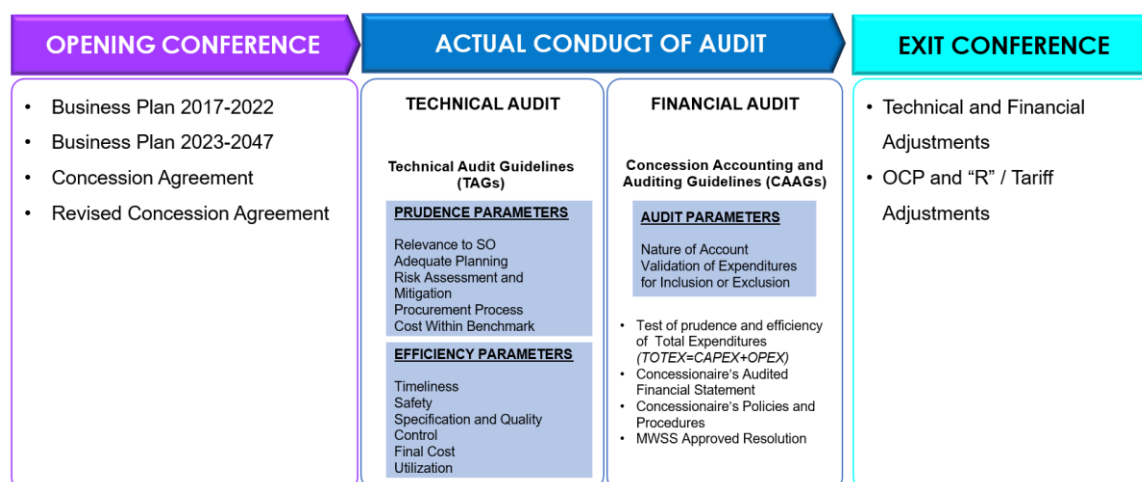 OPENING CONFERENCE
ACTUAL CONDUCT OF AUDIT
EXIT CONFERENCE
• Business Plan 2017-2022
• Business Plan 2023-2047
• Concession Agreement
• Revised Concession Agreement
TECHNICAL AUDIT
Technical Audit Guidelines
(TAGs)
PRUDENCE PARAMETERS
Relevance to SO
Adequate Planning
Risk Assessment and
Mitigation
Procurement Process
Cost Within Benchmark
EFFICIENCY PARAMETERS
Timeliness
Safety
Specification and Quality
Control
Final Cost
Utilization
FINANCIAL AUDIT
Concession Accounting and
Auditing Guidelines (CAAGs)
AUDIT PARAMETERS
Nature of Account
Validation of Expenditures
for Inclusion or Exclusion
• Test of prudence and efficiency
of Total Expenditures
(TOTEX=CAPEX+OPEX)
• Concessionaire's Audited
Financial Statement
• Concessionaire's Policies and
Procedures
• MWSS Approved Resolution
• Technical and Financial
Adjustments
• OCP and “R” / Tariff
Adjustments